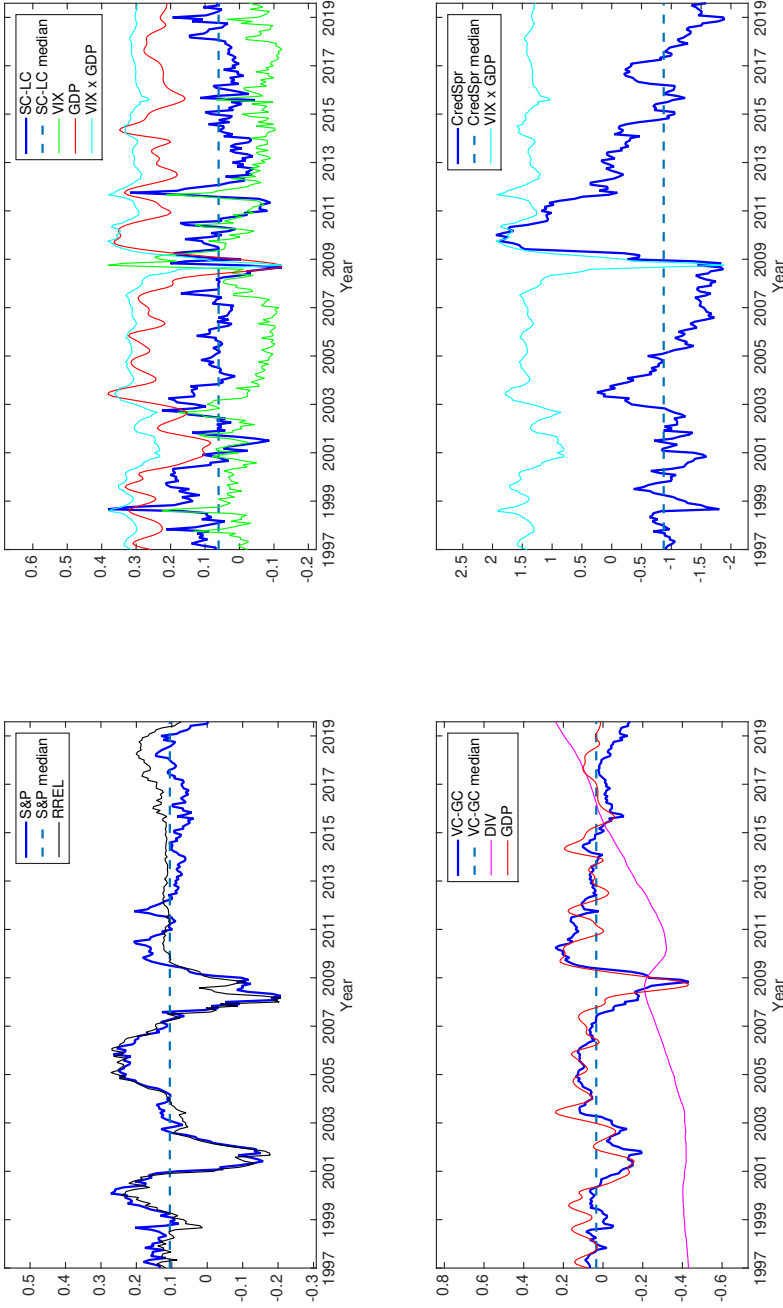 0.5
0.4
0.3
0.2
0.1
0
-0.1
-0.2
-0.3
S&P
S&P median
RREL
1997 1999 2001 2003 2005 2007 2009 2011 2013 2015 2017 2019
Year
0.6
0.5
0.4
0.3
0.2
0.1
0
-0.1
-0.2
SC-LC
SC-LC median
VIX
GDP
VIX x GDP
1997 1999 2001 2003 2005 2007 2009 2011 2013 2015 2017 2019
Year
0.6
0.4
0.2
0
-0.2
-0.4
-0.6
VC-GC
VC-GC median
DIV
GDP
1997 1999 2001 2003 2005 2007 2009 2011 2013 2015 2017 2019
Year
2.5
2
1.5
1
0.5
0
-0.5
-1
-1.5
-2
CredSpr
CredSpr median
VIX x GDP
1997 1999 2001 2003 2005 2007 2009 2011 2013 2015 2017 2019
Year